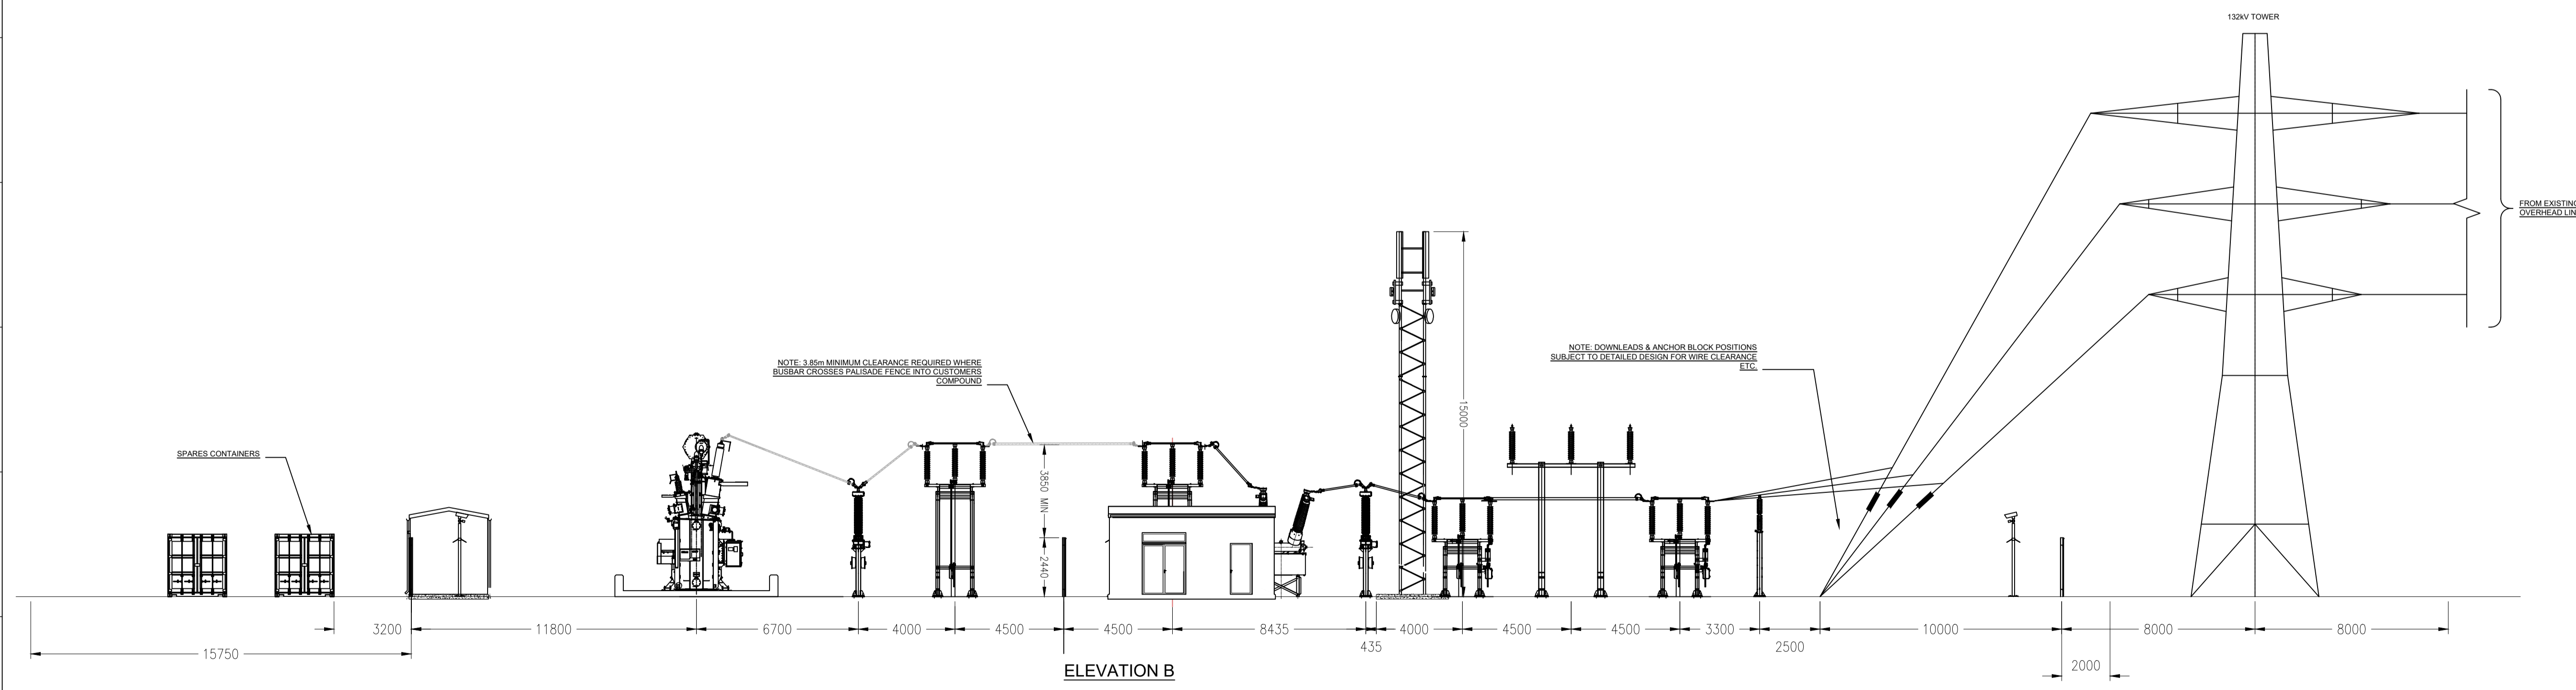 132kV TOWER
FROM EXISTING
OVERHEAD LIN
NOTE: 3.85m MINIMUM CLEARANCE REQUIRED WHERE
BUSBAR CROSSES PALISADE FENCE INTO CUSTOMERS
COMPOUND
NOTE: DOWNLEADS & ANCHOR BLOCK POSITIONS
SUBJECT TO DETAILED DESIGN FOR WIRE CLEARANCE
ETC.
15000
SPARES CONTAINERS
3850 MIN
2440
3200
11800
6700
4000
4500
4500
8435
4000
4500
4500
3300
10000
8000
8000
435
2500
15750
2000
ELEVATION B